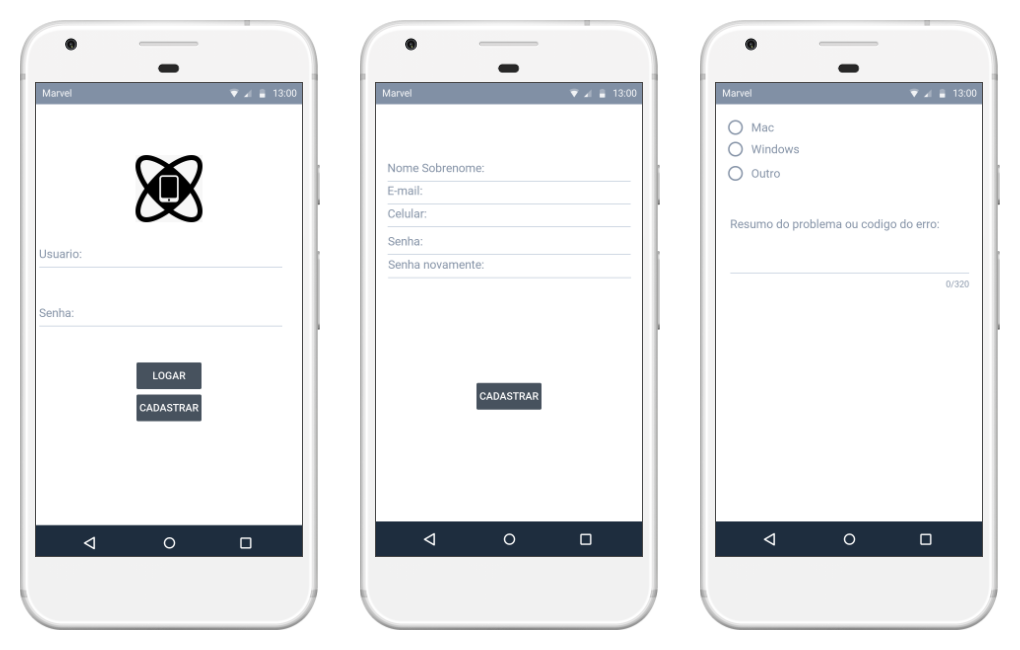 Marvel 13:00
Usuario:
Senha:
LOGAR
CADASTRAR
Marvel 13:00
Nome Sobrenome:
E-mail:
Celular:
Senha:
Senha novamente:
CADASTRAR
Marvel 13:00
Mac
Windows
Outro
Resumo do problema ou codigo do erro:
0/320